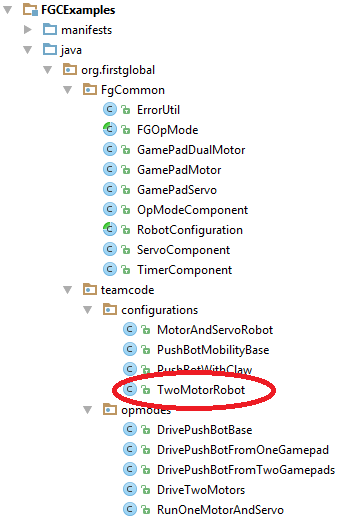 FGCExamples
manifests
java
org.firstglobal
FgCommon
ErrorUtil
FGOpMode
GamePadDualMotor
GamePadMotor
GamePadServo
OpModeComponent
RobotConfiguration
ServoComponent
TimerComponent
teamcode
configurations
MotorAndServoRobot
PushBotMobilityBase
PushBotWithClaw
TwoMotorRobot
opmodes
DrivePushBotBase
DrivePushBotFromOneGamepad
DrivePushBotFromTwoGamepads
DriveTwoMotors
RunOneMotorAndServo